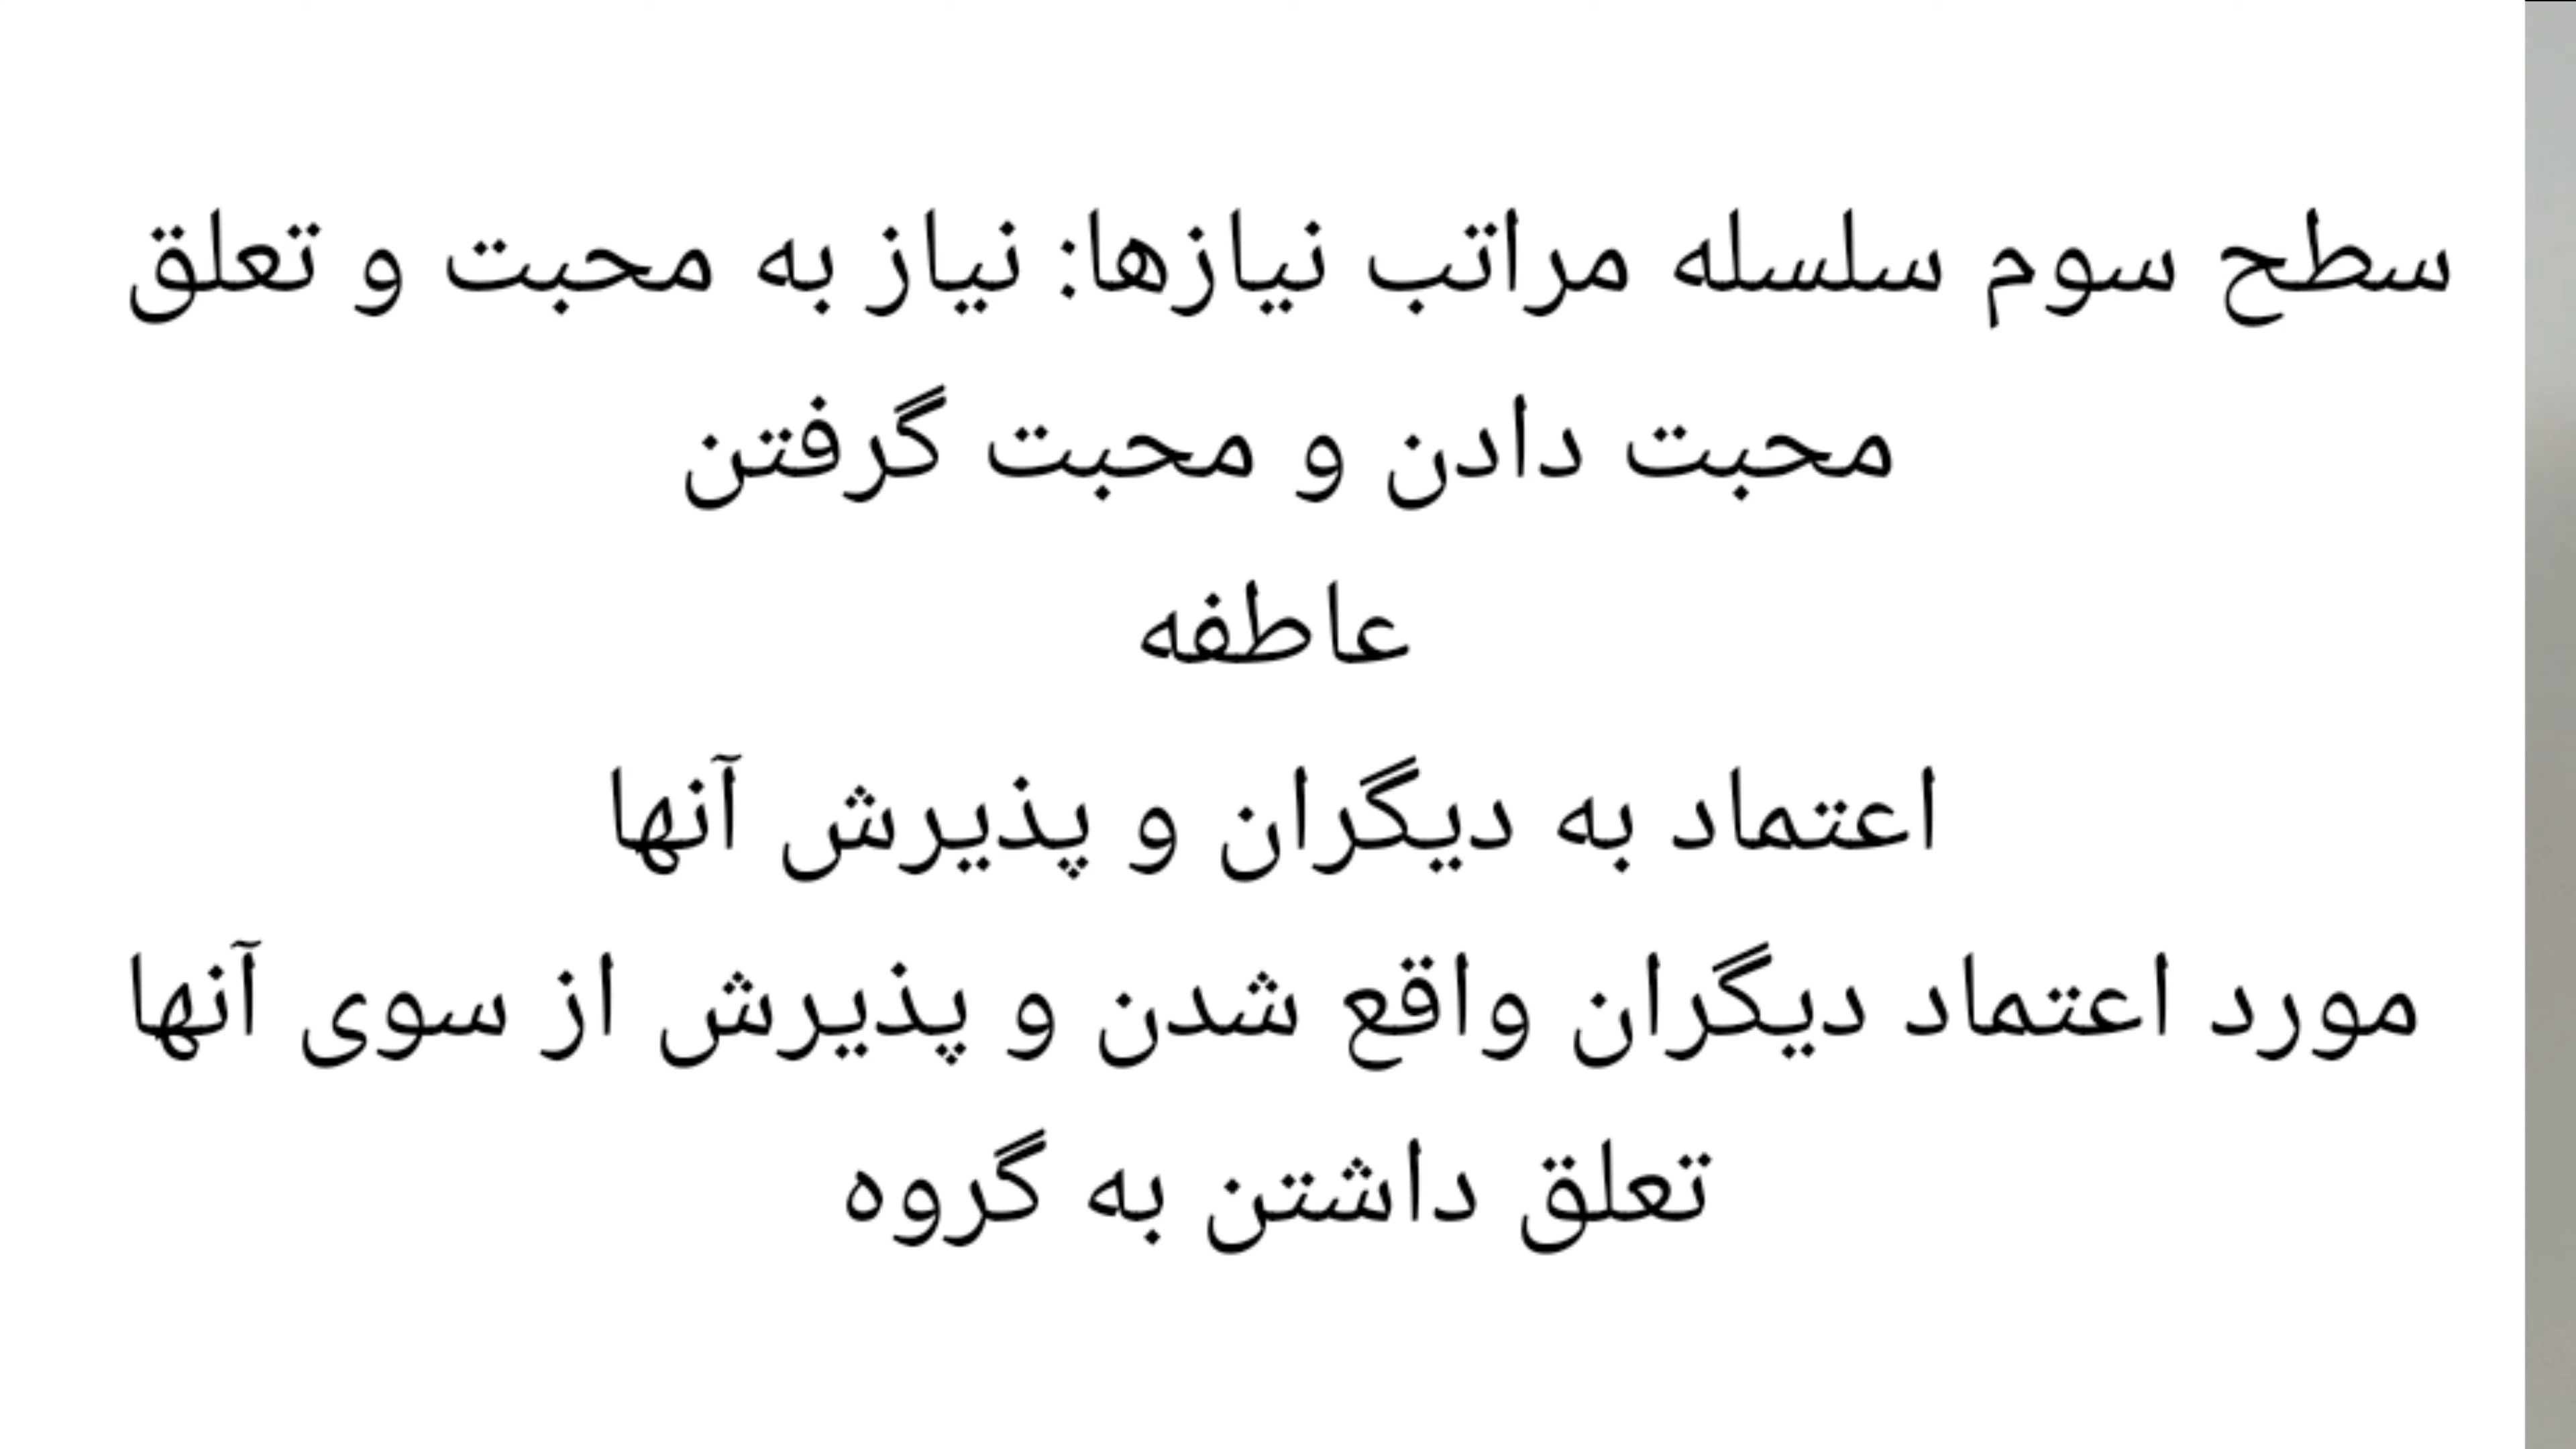 سطح سوم سلسله مراتب نیازها: نیاز به محبت و تعلق
محبت دادن و محبت گرفتن
عاطفه
اعتماد به دیگران و پذیرش آنها
مورد اعتماد دیگران واقع شدن و پذیرش از سوی آنها
تعلق داشتن به گروه